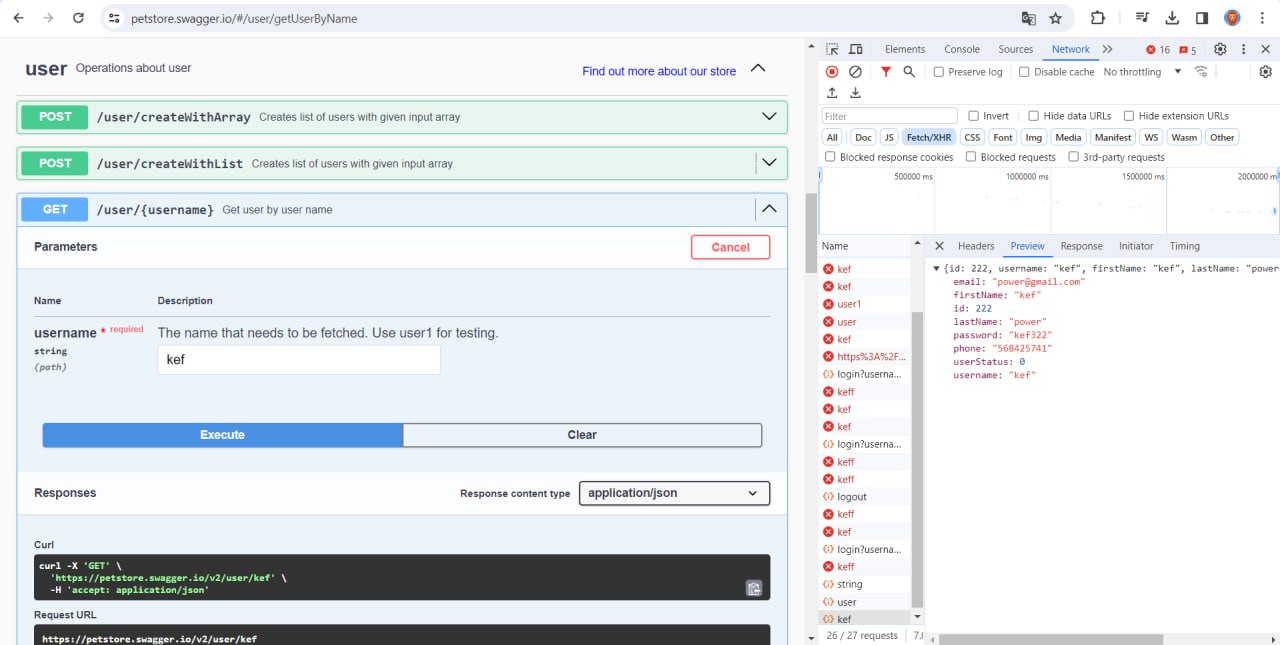 petstore.swagger.io/#/user/getUserByName
user Operations about user
Find out more about our store
POST /user/createWithArray Creates list of users with given input array
POST /user/createWithList Creates list of users with given input array
GET /user/{username} Get user by user name
Parameters
Cancel
Name Description
username * required
string
(path)
The name that needs to be fetched. Use user1 for testing.
kef
Execute Clear
Responses
Response content type application/json
Curl
curl -X 'GET' \
'https://petstore.swagger.io/v2/user/kef' \
-H 'accept: application/json'
Request URL
https://petstore.swagger.io/v2/user/kef
Elements Console Sources Network 16 5
Preserve log Disable cache No throttling
Filter Invert Hide data URLs Hide extension URLs
All Doc JS Fetch/XHR CSS Font Img Media Manifest WS Wasm Other
Blocked response cookies Blocked requests 3rd-party requests
500000 ms 1000000 ms 1500000 ms 2000000 m
Name
kef
kef
user1
user
kef
https%3A%2F...
login?userna...
keff
kef
kef
login?userna...
keff
keff
logout
keff
kef
login?userna...
keff
string
user
kef
26 / 27 requests 7.0
Headers Preview Response Initiator Timing
{id: 222, username: "kef", firstName: "kef", lastName: "power
email: "power@gmail.com"
firstName: "kef"
id: 222
lastName: "power"
password: "kef322"
phone: "568425741"
userStatus: 0
username: "kef"